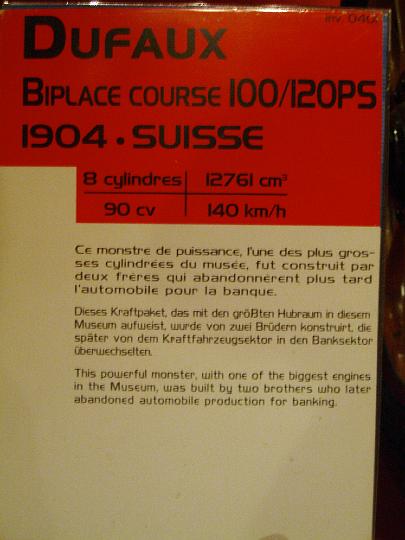 inv. 040
DUFAUX
BIPLACE COURSE 100/120PS
1904 • SUISSE
8 cylindres 12761 cm³
90 cv 140 km/h
Ce monstre de puissance, l'une des plus gros-
ses cylindrées du musée, fut construit par
deux frères qui abandonnèrent plus tard
l'automobile pour la banque.
Dieses Kraftpaket, das mit den größten Hubraum in diesem
Museum aufweist, wurde von zwei Brüdern konstruirt, die
später von dem Kraftfahrzeugsektor in den Banksektor
überwechselten.
This powerful monster, with one of the biggest engines
in the Museum, was built by two brothers who later
abandoned automobile production for banking.